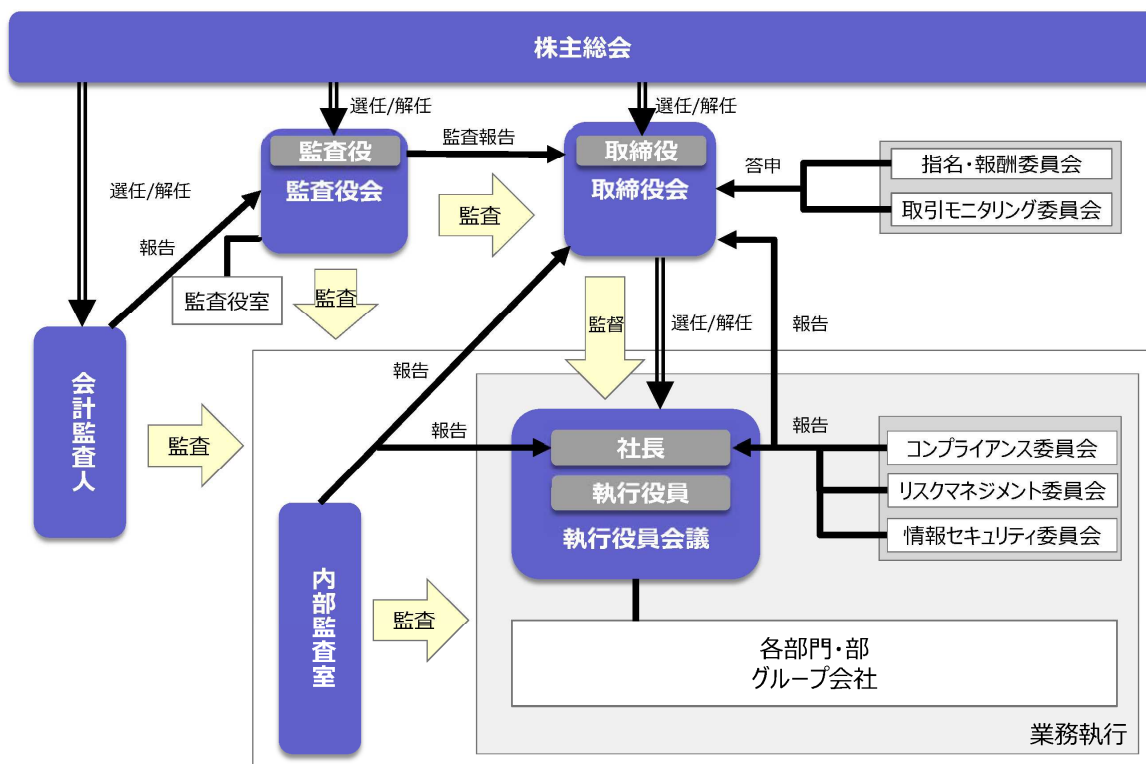 株主総会
選任/解任
選任/解任
選任/解任
監査役
監査役会
監査報告
監査
取締役
取締役会
答申
指名・報酬委員会
取引モニタリング委員会
報告
監査役室
監査
監督
選任/解任
報告
会計監査人
監査
報告
報告
社長
執行役員
執行役員会議
報告
コンプライアンス委員会
リスクマネジメント委員会
情報セキュリティ委員会
内部監査室
監査
各部門・部
グループ会社
業務執行